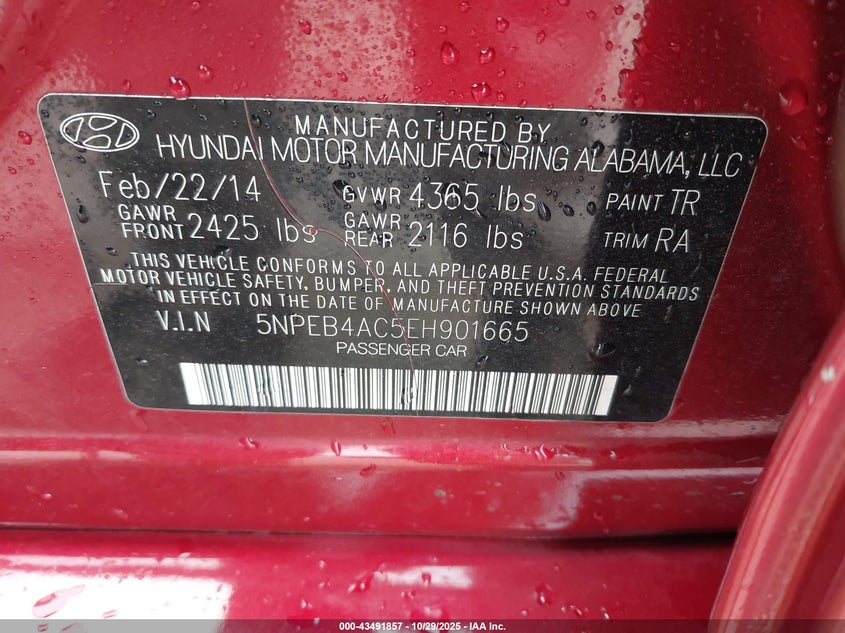 MANUFACTURED BY
HYUNDAI MOTOR MANUFACTURING ALABAMA, LLC
Feb/22/14 GVWR 4365 lbs PAINT TR
GAWR FRONT 2425 lbs GAWR REAR 2116 lbs TRIM RA
THIS VEHICLE CONFORMS TO ALL APPLICABLE U.S.A. FEDERAL
MOTOR VEHICLE SAFETY, BUMPER, AND THEFT PREVENTION STANDARDS
IN EFFECT ON THE DATE OF MANUFACTURE SHOWN ABOVE.
V.I.N 5NPEB4AC5EH901665
PASSENGER CAR
000-43491857 - 10/29/2025 - IAA Inc.